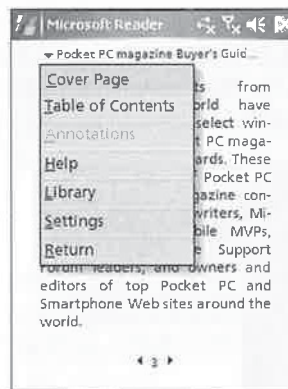 Microsoft Reader
Pocket PC magazine Buyer's Guid...
Cover Page
Table of Contents
Annotations
Help
Library
Settings
Return
ts from
orld have
select win-
t PC maga-
ards. These
Pocket PC
gazine con-
writers, Mi-
bile MVPs,
e Support
Forum leaders, and owners and
editors of top Pocket PC and
Smartphone Web sites around the
world.
3